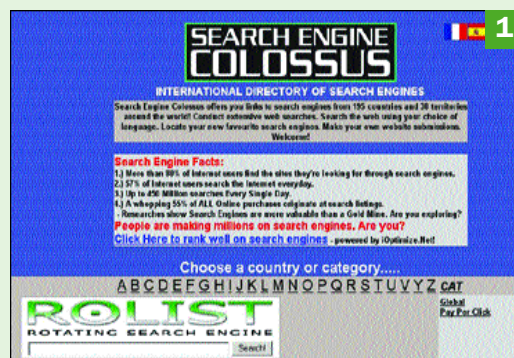 1
SEARCH ENGINE
COLOSSUS
INTERNATIONAL DIRECTORY OF SEARCH ENGINES
Search Engine Colossus offers you links to search engines from 195 countries and 38 territories
around the world! Conduct extensive web searches. Search the web using your choice of
language. Locate your new favourite search engines. Make your own website submissions.
Welcome!
Search Engine Facts:
1.) More than 80% of Internet users find the sites they're looking for through search engines.
2.) 57% of Internet users search the Internet everyday.
3.) Up to 450 Million searches Every Single Day.
4.) A whopping 55% of ALL Online purchases originate at search listings.
- Researches show Search Engines are more valuable than a Gold Mine. Are you exploring?
People are making millions on search engines. Are you?
Click Here to rank well on search engines - powered by iOptimize.Net!
Choose a country or category.....
A B C D E F G H I J K L M N O P Q R S T U V Y Z CAT
Global
Pay Per Click
ROLIST
ROTATING SEARCH ENGINE
Search!